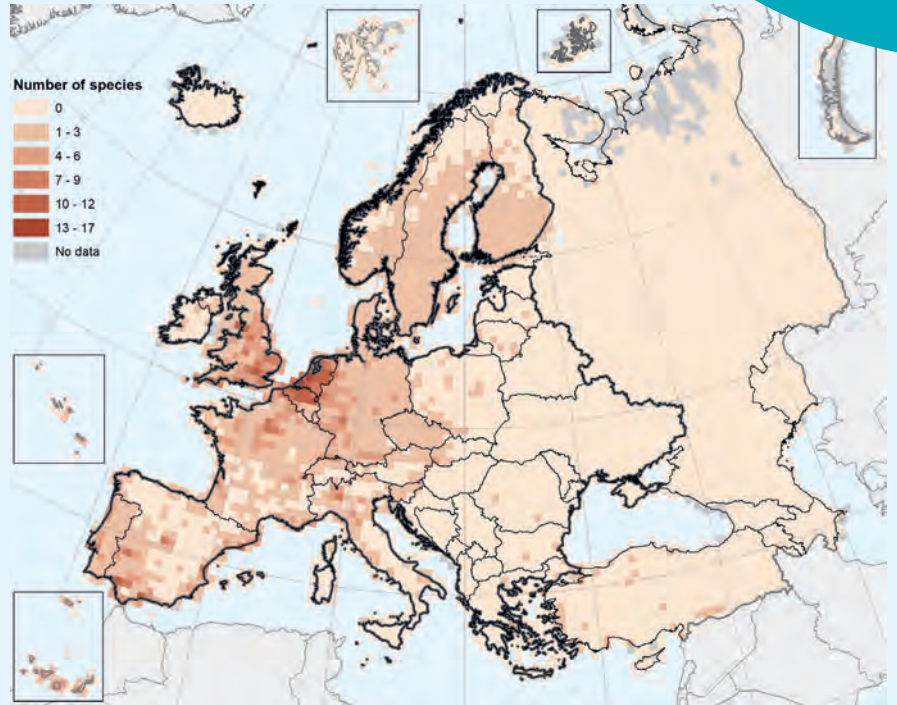 Number of species
0
1 - 3
4 - 6
7 - 9
10 - 12
13 - 17
No data